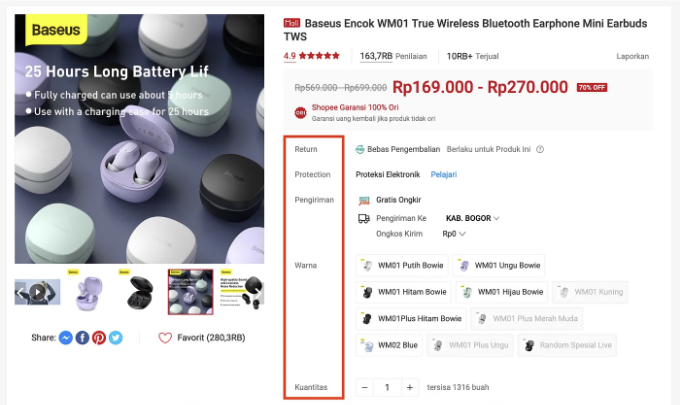 Baseus
25 Hours Long Battery Lif
Fully charged can use about 5 hours
Use with a charging case for 25 hours
Share:
Favorit (280,3RB)
Mall Baseus Encok WM01 True Wireless Bluetooth Earphone Mini Earbuds
TWS
4.9 163,7RB Penilaian 10RB+ Terjual Laporkan
Rp569.000 - Rp699.000 Rp169.000 - Rp270.000 70% OFF
Shopee Garansi 100% Ori
Garansi uang kembali jika produk tidak ori
Return Bebas Pengembalian Berlaku untuk Produk Ini
Protection Proteksi Elektronik Pelajari
Pengiriman Gratis Ongkir
Pengiriman Ke KAB. BOGOR
Ongkos Kirim Rp0
Warna WM01 Putih Bowie WM01 Ungu Bowie
WM01 Hitam Bowie WM01 Hijau Bowie WM01 Kuning
WM01Plus Hitam Bowie WM01 Plus Merah Muda
WM02 Blue WM01 Plus Ungu Random Spesial Live
Kuantitas − 1 + tersisa 1316 buah